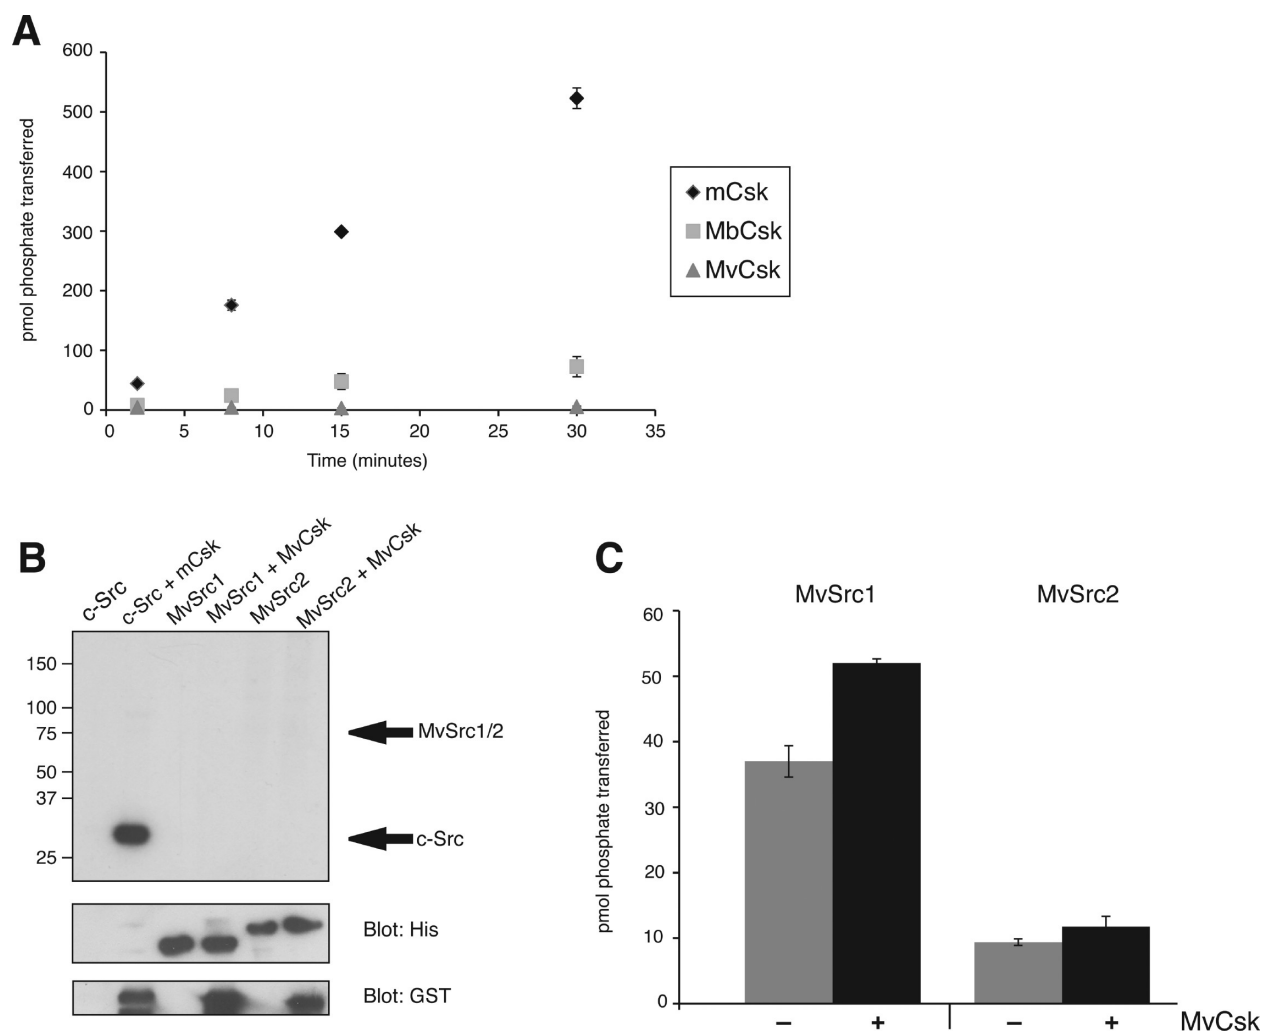 A
600
500
400
300
200
100
0
pmol phosphate transferred
0 5 10 15 20 25 30 35
Time (minutes)
mCsk
MbCsk
MvCsk
B
c-Src
c-Src + mCsk
MvSrc1
MvSrc1 + MvCsk
MvSrc2
MvSrc2 + MvCsk
150
100
75
50
37
25
MvSrc1/2
c-Src
Blot: His
Blot: GST
C
MvSrc1 MvSrc2
60
50
40
30
20
10
0
pmol phosphate transferred
– + – + MvCsk